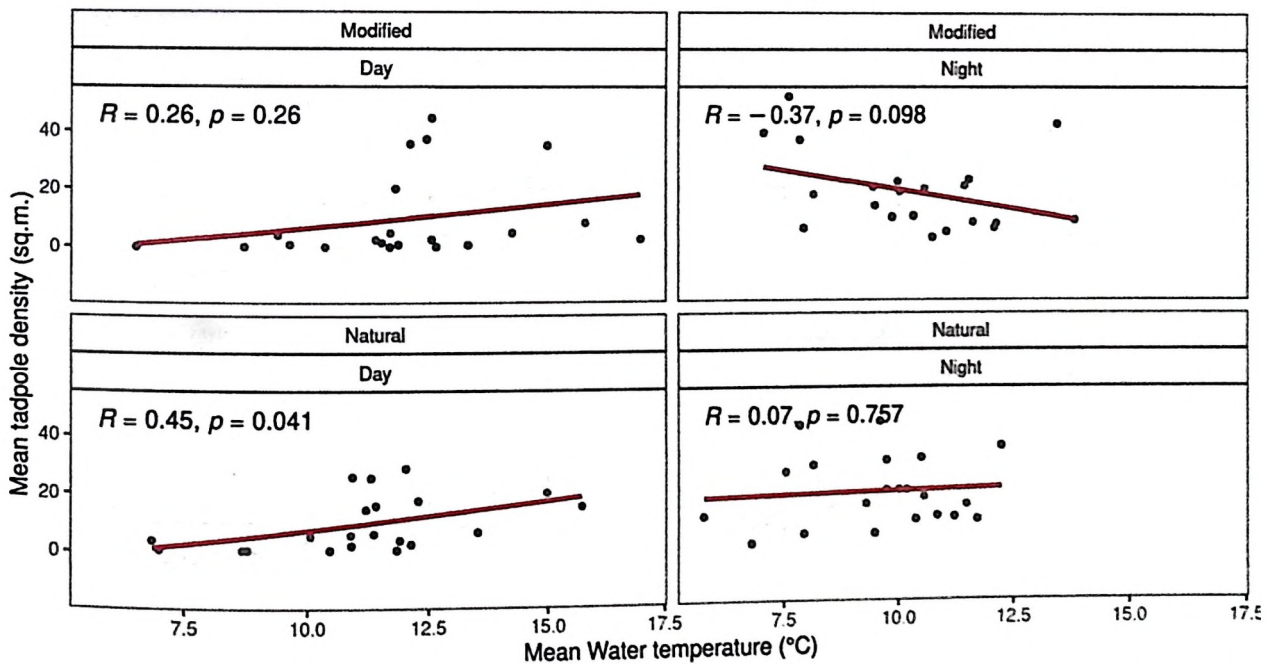 Modified
Day
R = 0.26, p = 0.26
Modified
Night
R = −0.37, p = 0.098
40
20
0
Natural
Day
R = 0.45, p = 0.041
Natural
Night
R = 0.07, p = 0.757
40
20
0
Mean tadpole density (sq.m.)
7.5 10.0 12.5 15.0 17.5
7.5 10.0 12.5 15.0 17.5
Mean Water temperature (°C)